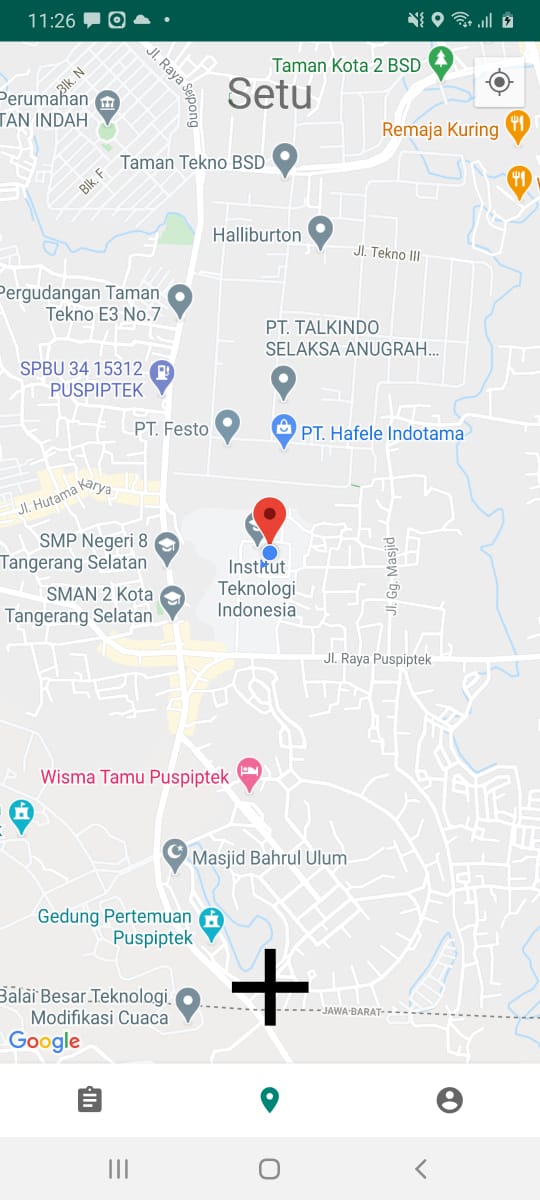 11:26
Blk. N
Jl. Raya Serpong
Taman Kota 2 BSD
Setu
Perumahan
TAN INDAH
Remaja Kuring
Taman Tekno BSD
Blk. F
Halliburton
Jl. Tekno III
Pergudangan Taman
Tekno E3 No.7
PT. TALKINDO
SELAKSA ANUGRAH...
SPBU 34 15312
PUSPIPTEK
PT. Festo
PT. Hafele Indotama
Jl. Hutama Karya
SMP Negeri 8
Tangerang Selatan
Jl. Gg. Masjid
Institut
Teknologi
Indonesia
SMAN 2 Kota
Tangerang Selatan
Jl. Raya Puspiptek
Wisma Tamu Puspiptek
Masjid Bahrul Ulum
Gedung Pertemuan
Puspiptek
Balai Besar Teknologi
Modifikasi Cuaca
JAWA BARAT
Google